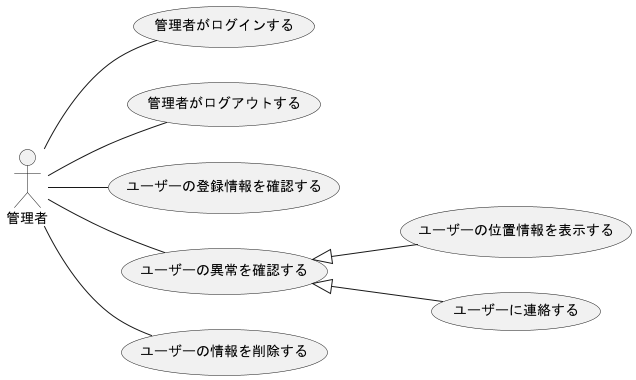 管理者がログインする
管理者がログアウトする
ユーザーの登録情報を確認する
管理者
ユーザーの位置情報を表示する
ユーザーの異常を確認する
ユーザーに連絡する
ユーザーの情報を削除する